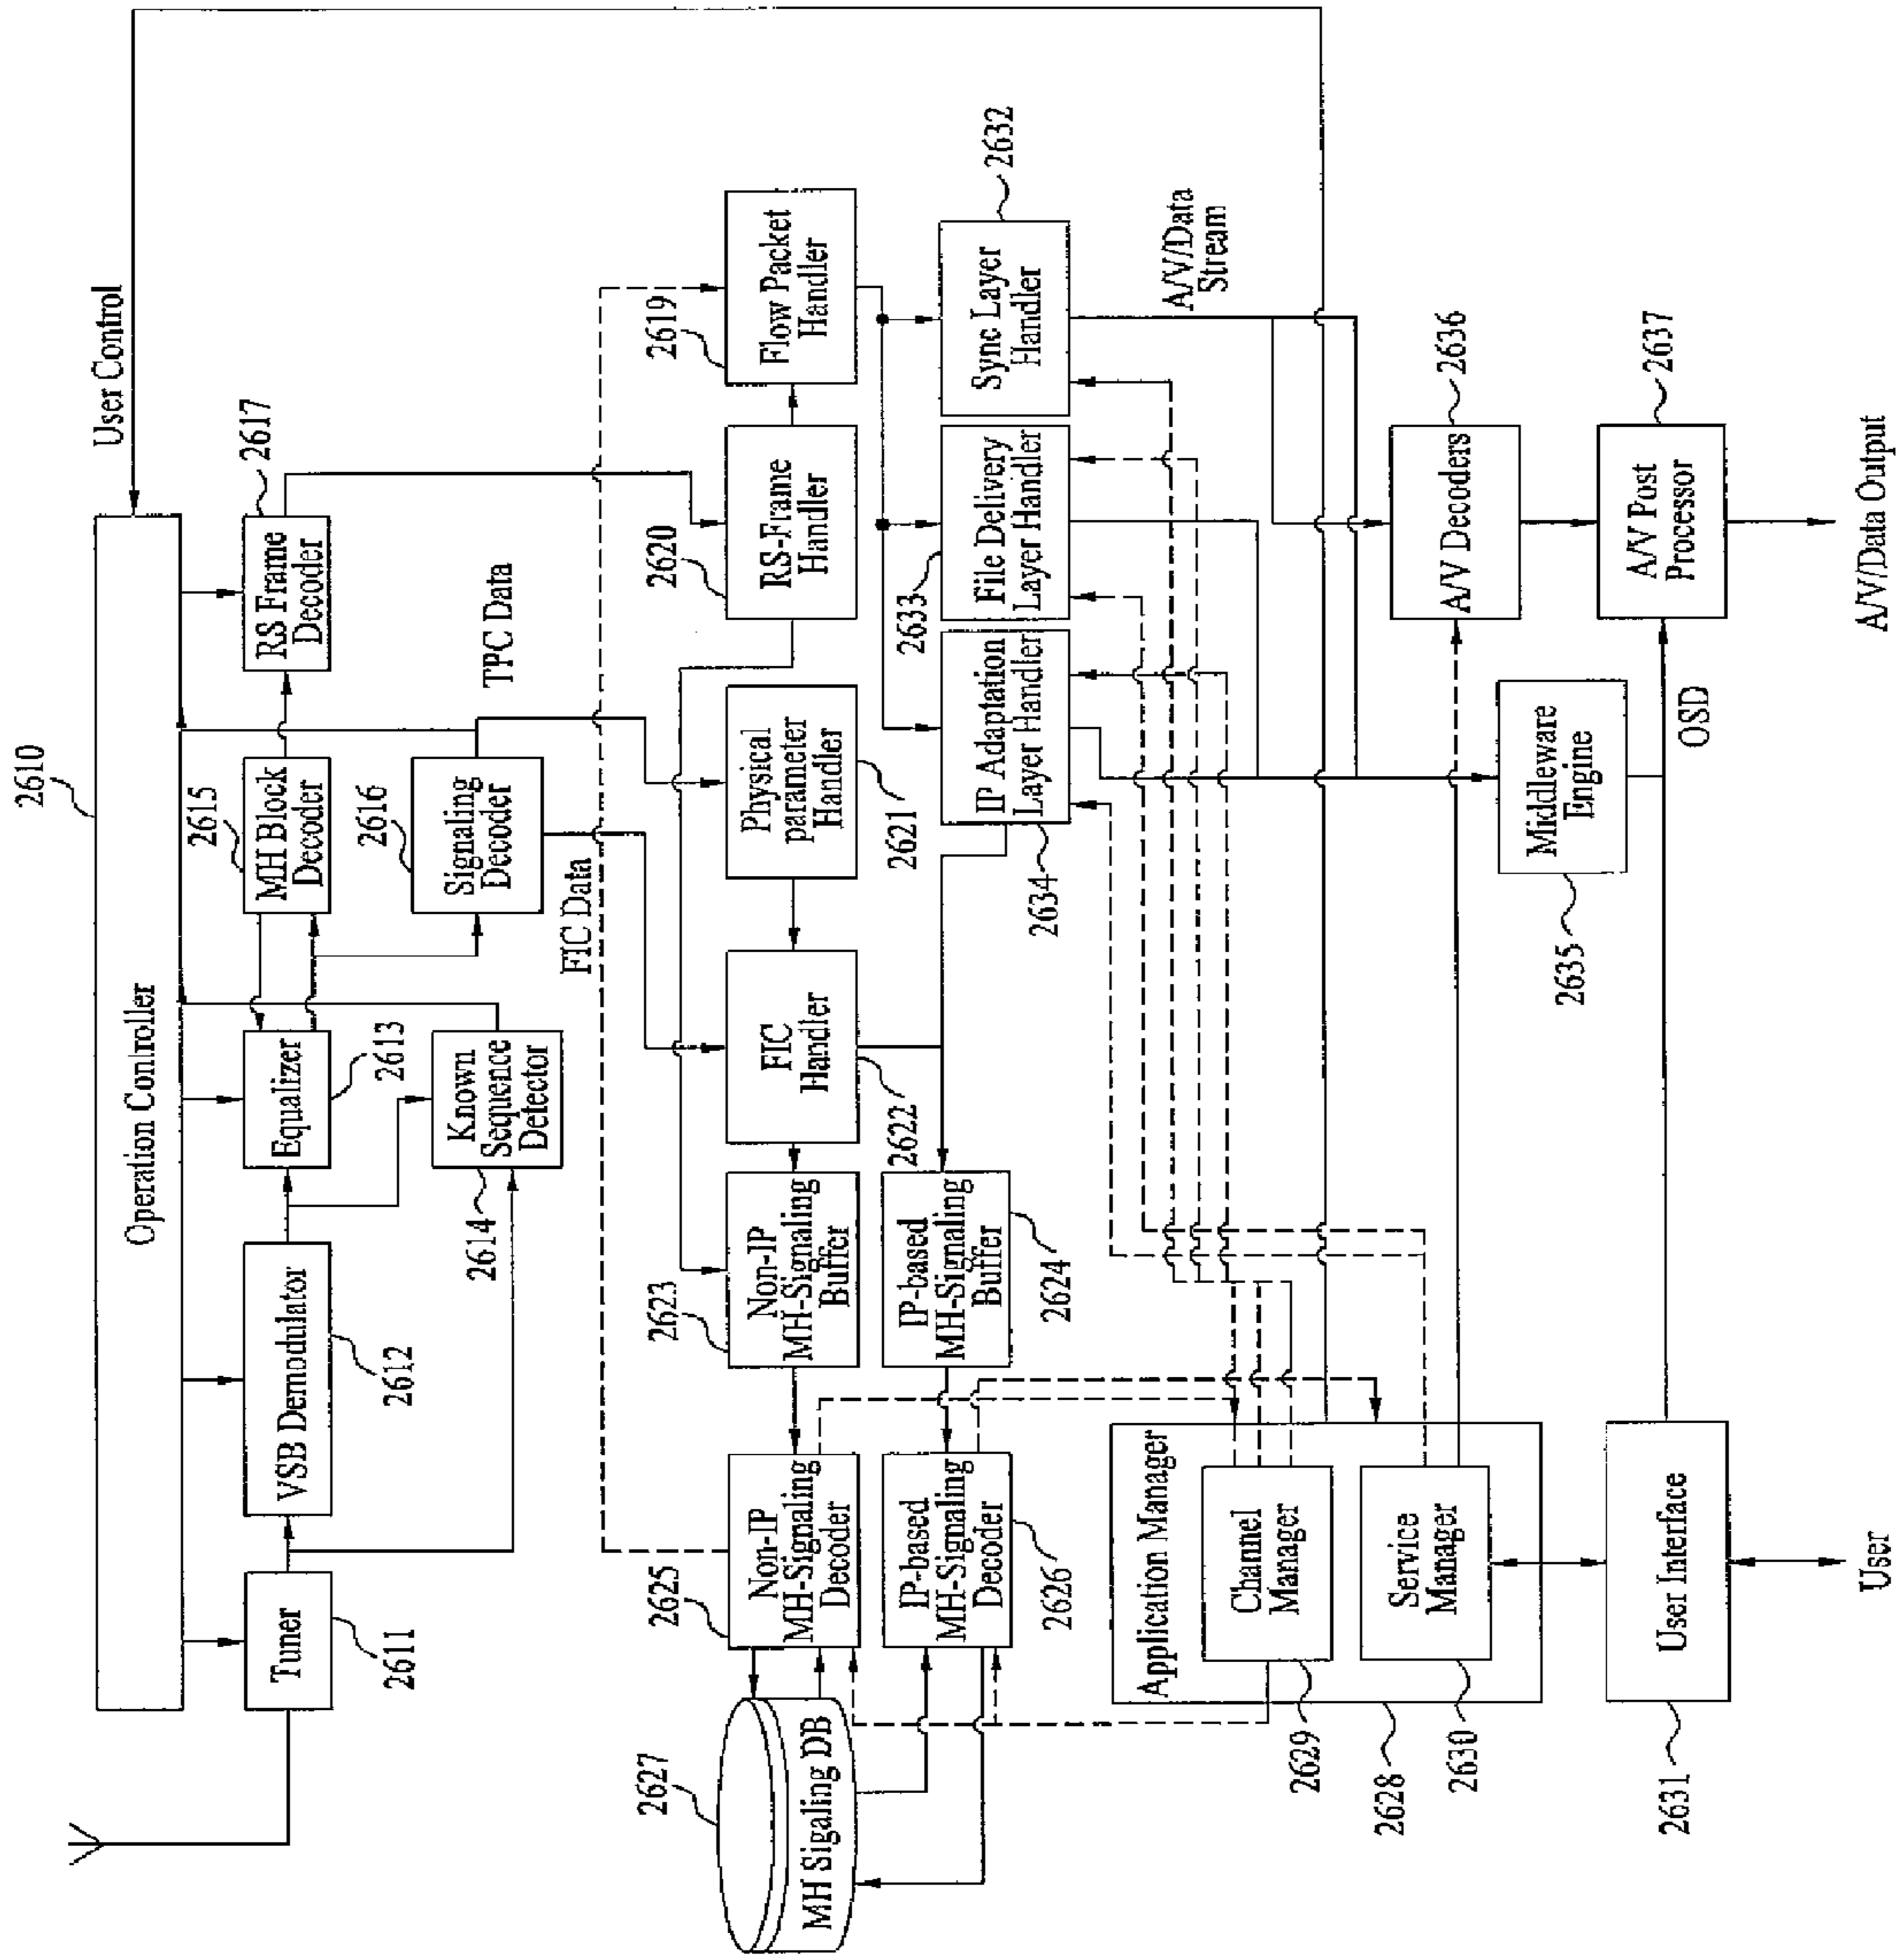 2610
Operation Controller
User Control
Tuner
2611
VSB Demodulator
2612
Equalizer
2613
Known
Sequence
Detector
2614
MH Block
Decoder
2615
Signaling
Decoder
2616
RS Frame
Decoder
2617
TPC Data
FIC Data
2627
MH Sigaling DB
2625
Non-IP
MH-Signaling
Decoder
2623
Non-IP
MH-Signaling
Buffer
FIC
Handler
2622
Physical
parameter
Handler
2621
2620
RS-Frame
Handler
2619
Flow Packet
Handler
IP-based
MH-Signaling
Decoder
2626
IP-based
MH-Signaling
Buffer
2624
IP Adaptation
Layer Handler
2634
2633
File Delivery
Layer Handler
Sync Layer
Handler
2632
A/V/Data
Stream
Application Manager
Channel
Manager
2629
2628
Service
Manager
2630
User Interface
2631
User
Middleware
Engine
2635
OSD
A/V Decoders
2636
A/V Post
Processor
2637
A/V/Data Output